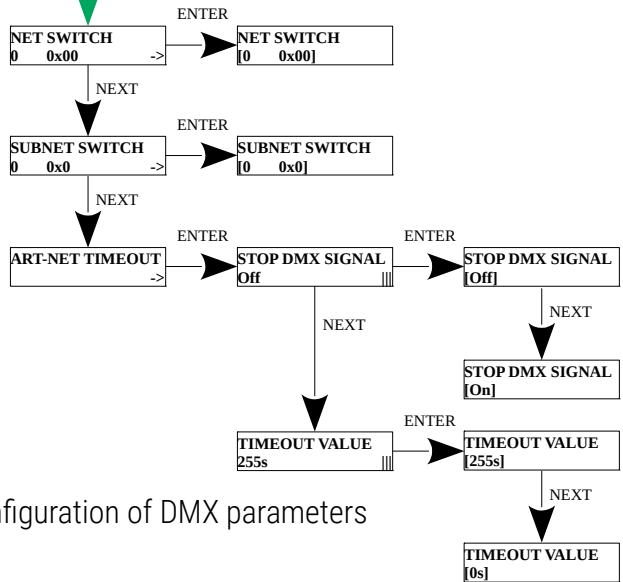 ENTER
NET SWITCH
0 0x00 ->
NET SWITCH
[0 0x00]
NEXT
ENTER
SUBNET SWITCH
0 0x0 ->
SUBNET SWITCH
[0 0x0]
NEXT
ENTER
ENTER
ART-NET TIMEOUT
->
STOP DMX SIGNAL
Off |||
STOP DMX SIGNAL
[Off]
NEXT
NEXT
STOP DMX SIGNAL
[On]
ENTER
TIMEOUT VALUE
255s |||
TIMEOUT VALUE
[255s]
NEXT
nfiguration of DMX parameters
TIMEOUT VALUE
[0s]